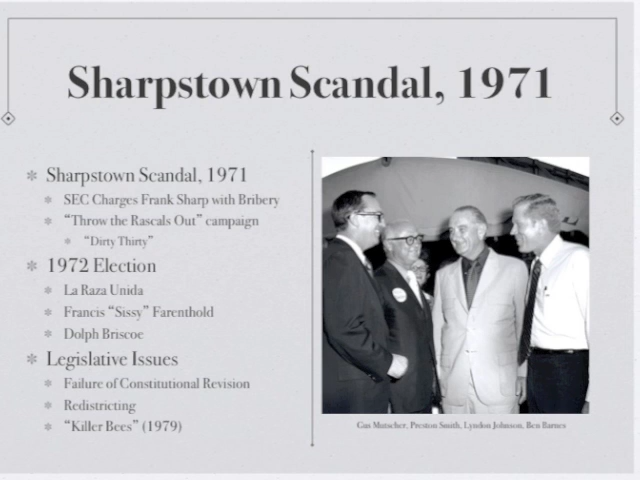 Sharpstown Scandal, 1971
Sharpstown Scandal, 1971
SEC Charges Frank Sharp with Bribery
“Throw the Rascals Out” campaign
“Dirty Thirty”
1972 Election
La Raza Unida
Francis “Sissy” Farenthold
Dolph Briscoe
Legislative Issues
Failure of Constitutional Revision
Redistricting
“Killer Bees” (1979)
Gus Mutscher, Preston Smith, Lyndon Johnson, Ben Barnes